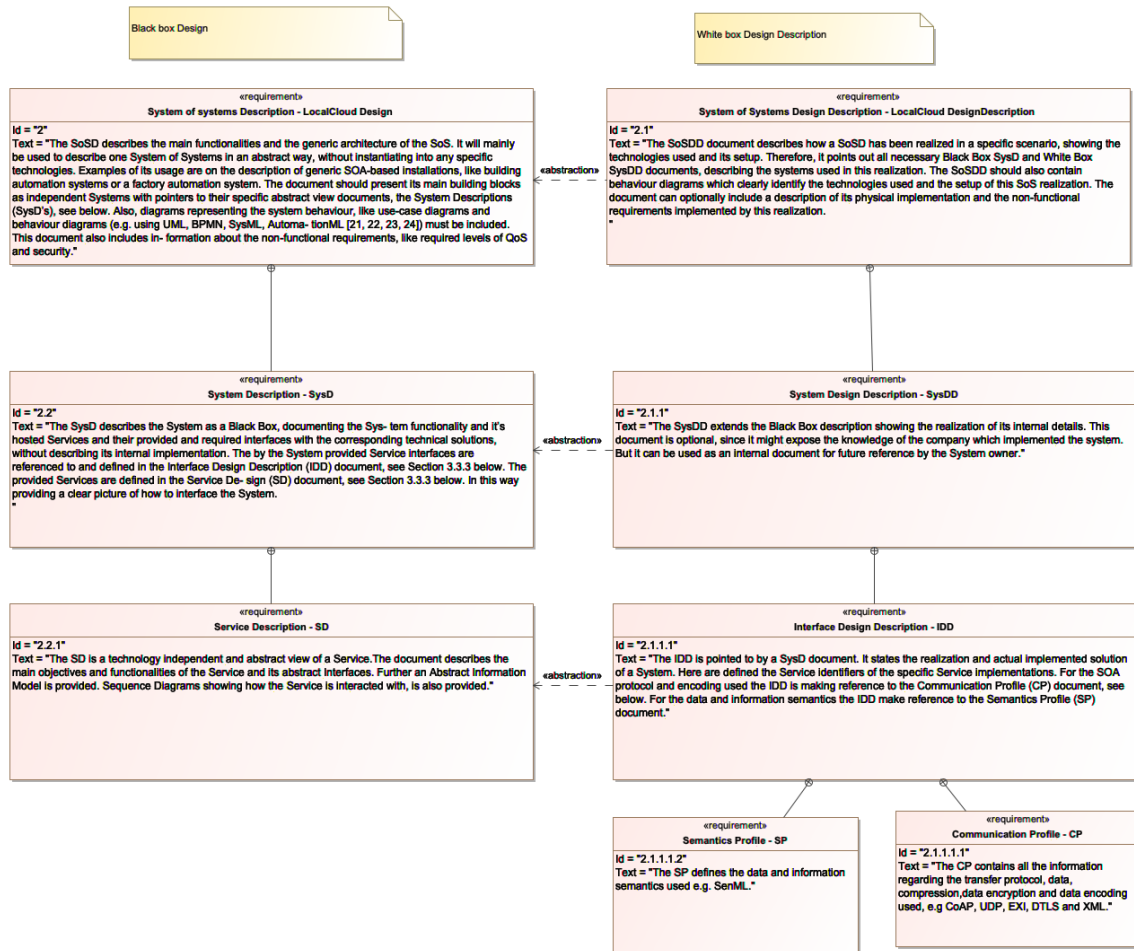 Black box Design
White box Design Description
«requirement»
System of systems Description - LocalCloud Design
Id = "2"
Text = "The SoSD describes the main functionalities and the generic architecture of the SoS. It will mainly
be used to describe one System of Systems in an abstract way, without instantiating into any specific
technologies. Examples of its usage are on the description of generic SOA-based installations, like building
automation systems or a factory automation system. The document should present its main building blocks
as independent Systems with pointers to their specific abstract view documents, the System Descriptions
(SysD's), see below. Also, diagrams representing the system behaviour, like use-case diagrams and
behaviour diagrams (e.g. using UML, BPMN, SysML, Automa- tionML [21, 22, 23, 24]) must be included.
This document also includes in- formation about the non-functional requirements, like required levels of QoS
and security."
«abstraction»
«requirement»
System of Systems Design Description - LocalCloud DesignDescription
Id = "2.1"
Text = "The SoSDD document describes how a SoSD has been realized in a specific scenario, showing the
technologies used and its setup. Therefore, it points out all necessary Black Box SysD and White Box
SysDD documents, describing the systems used in this realization. The SoSDD should also contain
behaviour diagrams which clearly identify the technologies used and the setup of this SoS realization. The
document can optionally include a description of its physical implementation and the non-functional
requirements implemented by this realization.
"
«requirement»
System Description - SysD
Id = "2.2"
Text = "The SysD describes the System as a Black Box, documenting the Sys- tem functionality and it's
hosted Services and their provided and required interfaces with the corresponding technical solutions,
without describing its internal implementation. The by the System provided Service interfaces are
referenced to and defined in the Interface Design Description (IDD) document, see Section 3.3.3 below. The
provided Services are defined in the Service De- sign (SD) document, see Section 3.3.3 below. In this way
providing a clear picture of how to interface the System.
"
«abstraction»
«requirement»
System Design Description - SysDD
Id = "2.1.1"
Text = "The SysDD extends the Black Box description showing the realization of its internal details. This
document is optional, since it might expose the knowledge of the company which implemented the system.
But it can be used as an internal document for future reference by the System owner."
«requirement»
Service Description - SD
Id = "2.2.1"
Text = "The SD is a technology independent and abstract view of a Service.The document describes the
main objectives and functionalities of the Service and its abstract Interfaces. Further an Abstract Information
Model is provided. Sequence Diagrams showing how the Service is interacted with, is also provided."
«abstraction»
«requirement»
Interface Design Description - IDD
Id = "2.1.1.1"
Text = "The IDD is pointed to by a SysD document. It states the realization and actual implemented solution
of a System. Here are defined the Service identifiers of the specific Service implementations. For the SOA
protocol and encoding used the IDD is making reference to the Communication Profile (CP) document, see
below. For the data and information semantics the IDD make reference to the Semantics Profile (SP)
document."
«requirement»
Semantics Profile - SP
Id = "2.1.1.1.2"
Text = "The SP defines the data and information
semantics used e.g. SenML."
«requirement»
Communication Profile - CP
Id = "2.1.1.1.1"
Text = "The CP contains all the information
regarding the transfer protocol, data,
compression,data encryption and data encoding
used, e.g CoAP, UDP, EXI, DTLS and XML."